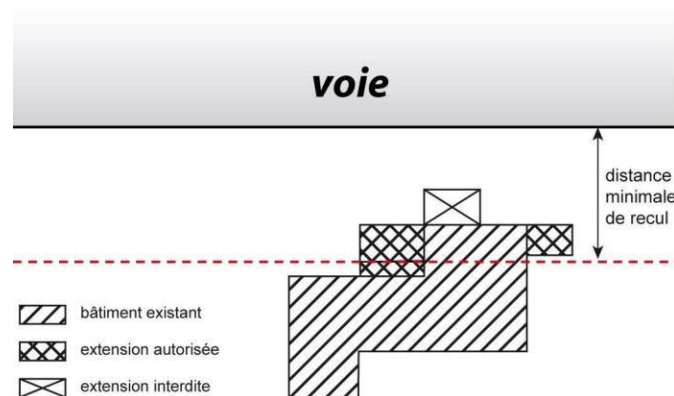 voie
distance
minimale
de recul
bâtiment existant
extension autorisée
extension interdite